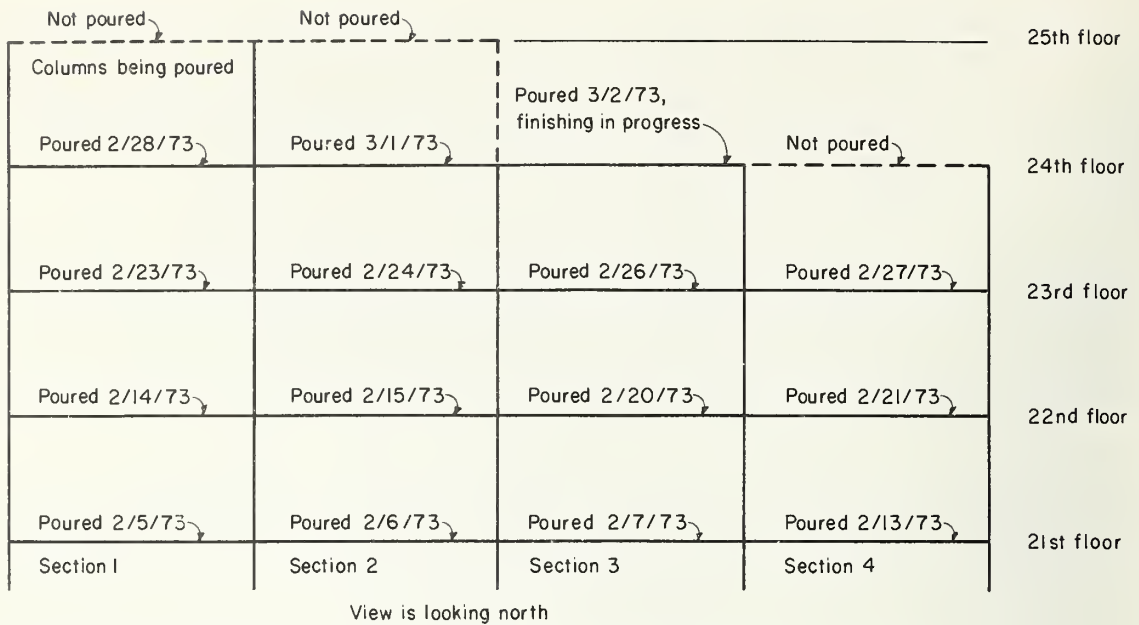 Not poured
Not poured
25th floor
Columns being poured
Poured 3/2/73,
finishing in progress
Poured 2/28/73
Poured 3/1/73
Not poured
24th floor
Poured 2/23/73
Poured 2/24/73
Poured 2/26/73
Poured 2/27/73
23rd floor
Poured 2/14/73
Poured 2/15/73
Poured 2/20/73
Poured 2/21/73
22nd floor
Poured 2/5/73
Poured 2/6/73
Poured 2/7/73
Poured 2/13/73
21st floor
Section 1
Section 2
Section 3
Section 4
View is looking north